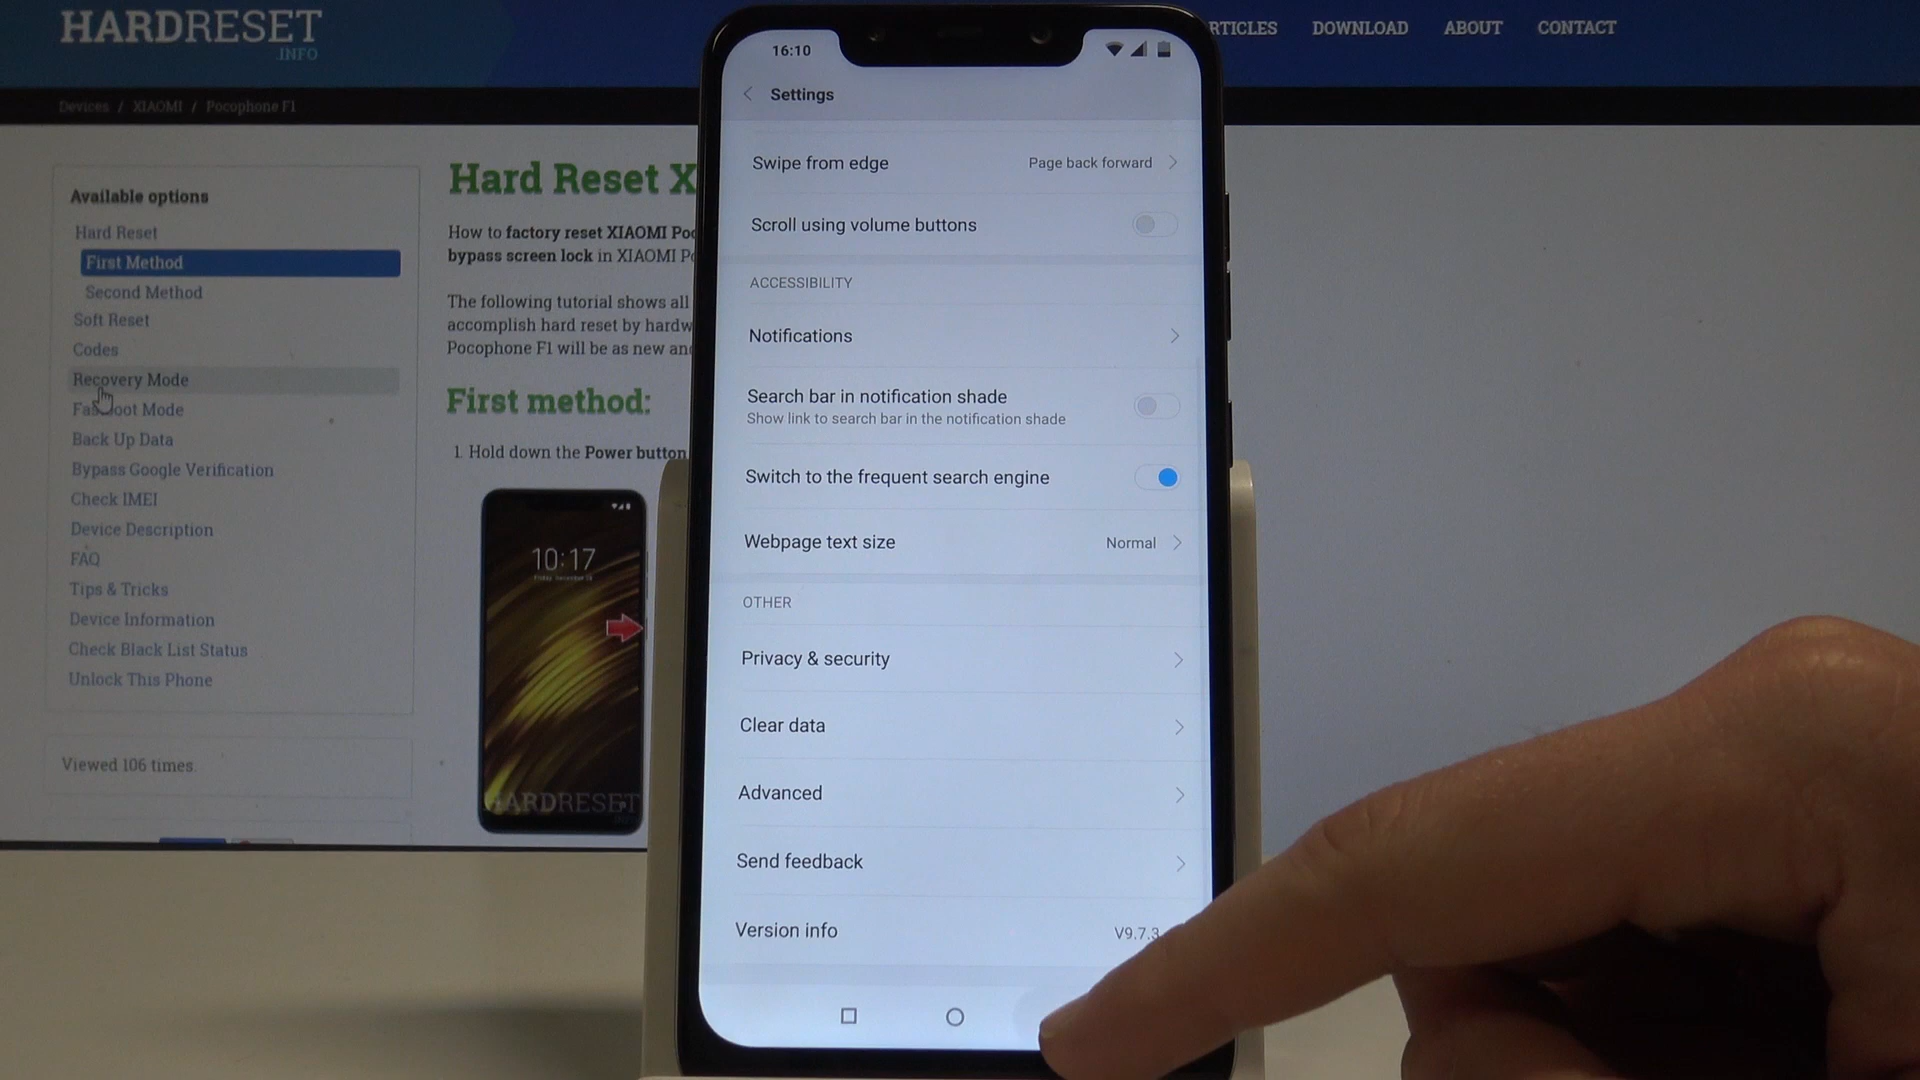 HARDRESET
.INFO
RTICLES DOWNLOAD ABOUT CONTACT
Devices / XIAOMI / Pocophone F1
Available options
Hard Reset
First Method
Second Method
Soft Reset
Codes
Recovery Mode
Fastboot Mode
Back Up Data
Bypass Google Verification
Check IMEI
Device Description
FAQ
Tips & Tricks
Device Information
Check Black List Status
Unlock This Phone
Viewed 106 times.
Hard Reset X
How to factory reset XIAOMI Poc
bypass screen lock in XIAOMI P
The following tutorial shows all
accomplish hard reset by hardw
Pocophone F1 will be as new an
First method:
1. Hold down the Power button
10:17
HARDRESET
16:10
Settings
Swipe from edge Page back forward
Scroll using volume buttons
ACCESSIBILITY
Notifications
Search bar in notification shade
Show link to search bar in the notification shade
Switch to the frequent search engine
Webpage text size Normal
OTHER
Privacy & security
Clear data
Advanced
Send feedback
Version info V9.7.3